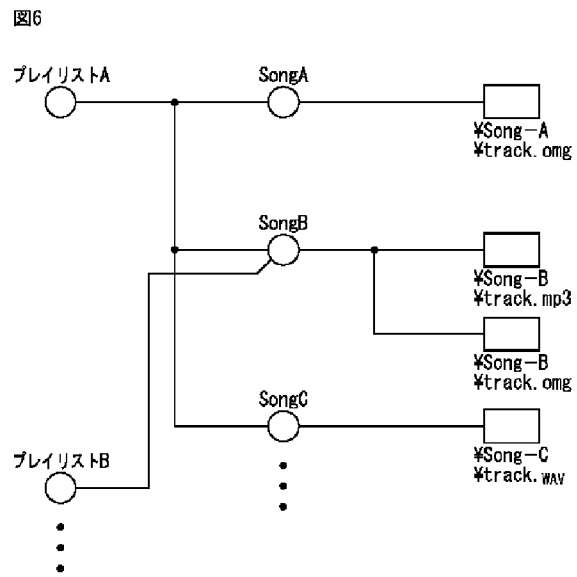 図6
プレイリストA
SongA
¥Song-A
¥track.omg
SongB
¥Song-B
¥track.mp3
¥Song-B
¥track.omg
SongC
¥Song-C
¥track.WAV
プレイリストB